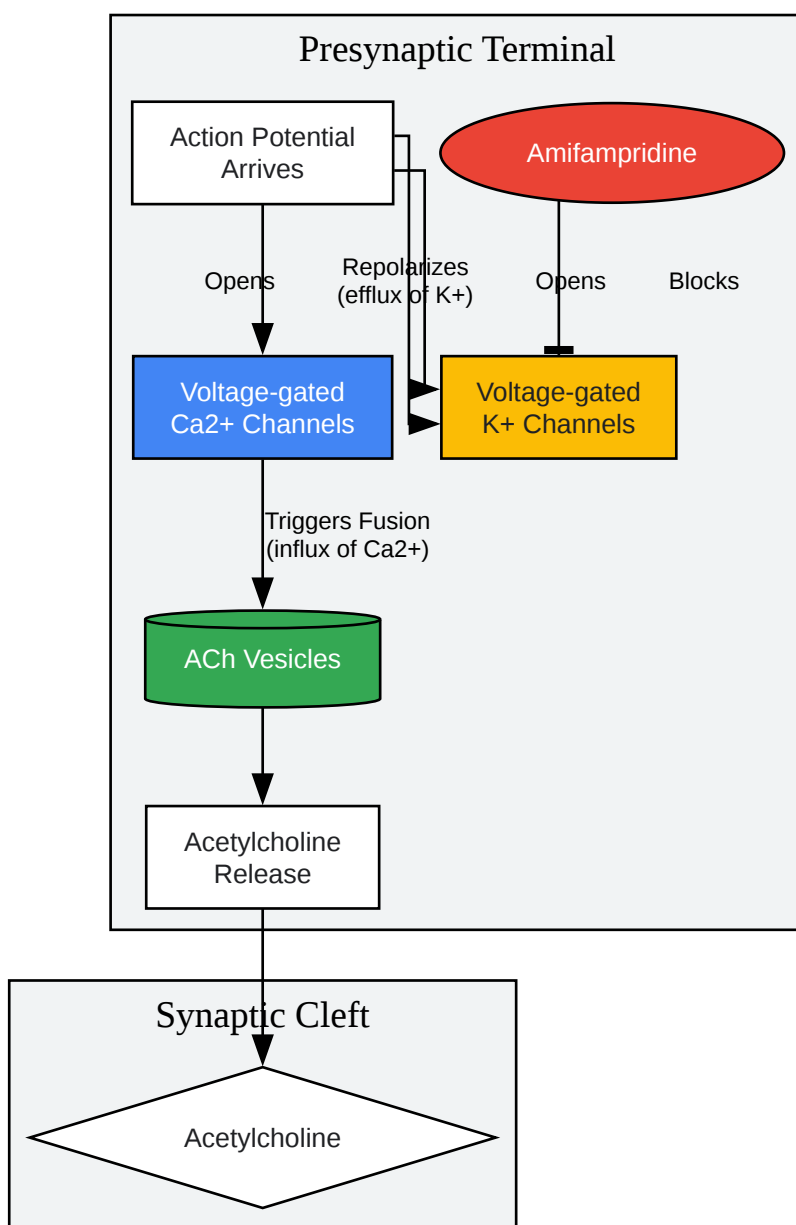 Presynaptic Terminal
Action Potential
Arrives
Amifampridine
Opens
Repolarizes
(efflux of K+)
Opens
Blocks
Voltage-gated
Ca2+ Channels
Voltage-gated
K+ Channels
Triggers Fusion
(influx of Ca2+)
ACh Vesicles
Acetylcholine
Release
Synaptic Cleft
Acetylcholine